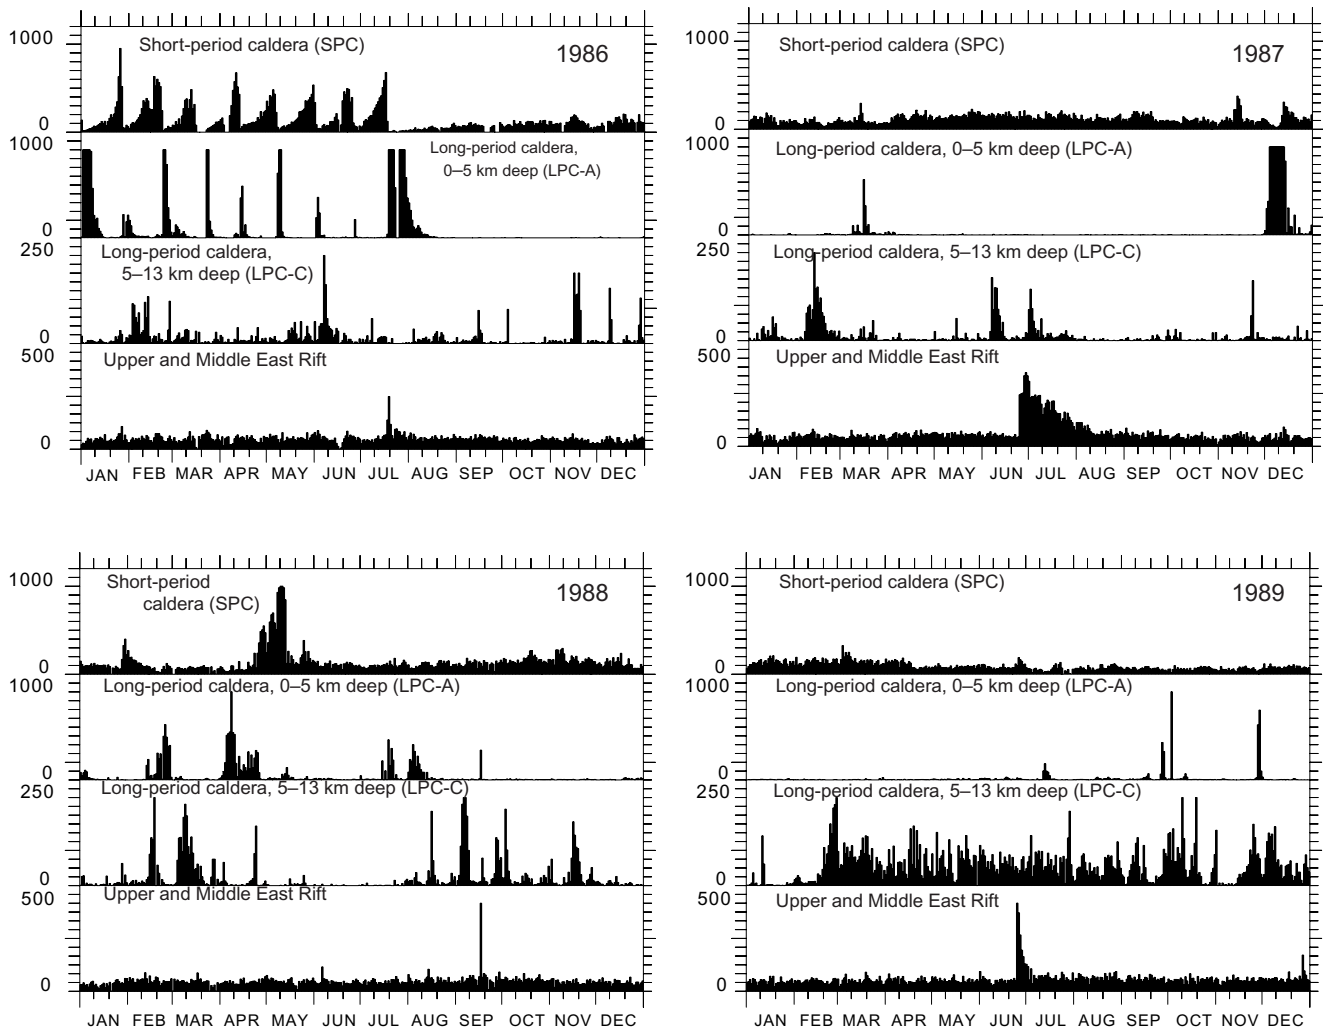 1000
Short-period caldera (SPC)
1986
0
1000
Long-period caldera,
0–5 km deep (LPC-A)
0
250
Long-period caldera,
5–13 km deep (LPC-C)
0
500
Upper and Middle East Rift
0
JAN FEB MAR APR MAY JUN JUL AUG SEP OCT NOV DEC
1000
Short-period caldera (SPC)
1987
0
1000
Long-period caldera, 0–5 km deep (LPC-A)
0
250
Long-period caldera, 5–13 km deep (LPC-C)
0
500
Upper and Middle East Rift
0
JAN FEB MAR APR MAY JUN JUL AUG SEP OCT NOV DEC
1000
Short-period
caldera (SPC)
1988
0
1000
Long-period caldera, 0–5 km deep (LPC-A)
0
250
Long-period caldera, 5–13 km deep (LPC-C)
0
500
Upper and Middle East Rift
0
JAN FEB MAR APR MAY JUN JUL AUG SEP OCT NOV DEC
1000
Short-period caldera (SPC)
1989
0
1000
Long-period caldera, 0–5 km deep (LPC-A)
0
250
Long-period caldera, 5–13 km deep (LPC-C)
0
500
Upper and Middle East Rift
0
JAN FEB MAR APR MAY JUN JUL AUG SEP OCT NOV DEC